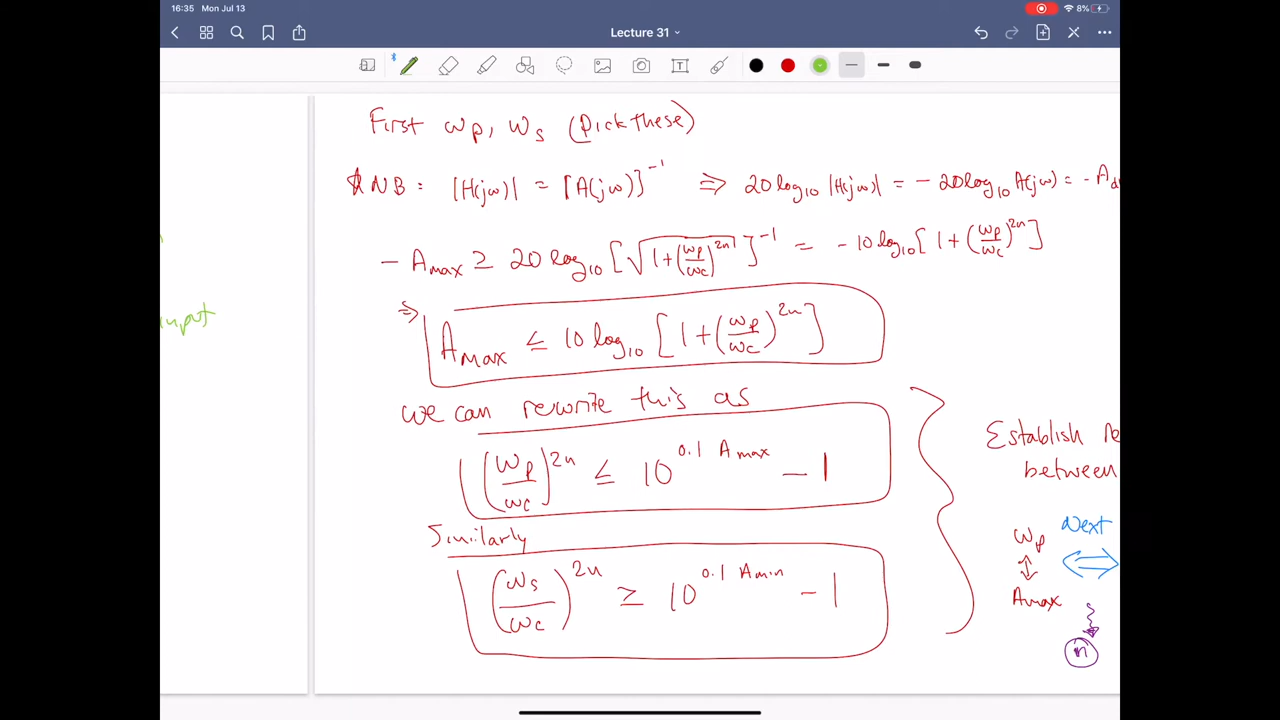 16:35 Mon Jul 13
8%
Lecture 31
T
First ωp, ωs (Pick these)
NB: |H(jω)| = [A(jω)]⁻¹ ⇒ 20 log₁₀ |H(jω)| = - 20 log₁₀ A(jω) = - A
- Amax ≥ 20 log₁₀ [√(1+(ωp/ωc)²ⁿ)]⁻¹ = - 10 log₁₀ [1+(ωp/ωc)²ⁿ]
⇒ Amax ≤ 10 log₁₀ [1+(ωp/ωc)²ⁿ]
input
we can rewrite this as
(ωp/ωc)²ⁿ ≤ 10^(0.1 Amax) - 1
Establish
between
Similarly
(ωs/ωc)²ⁿ ≥ 10^(0.1 Amin) - 1
ωp
Next
↕ ⇔
Amax
n